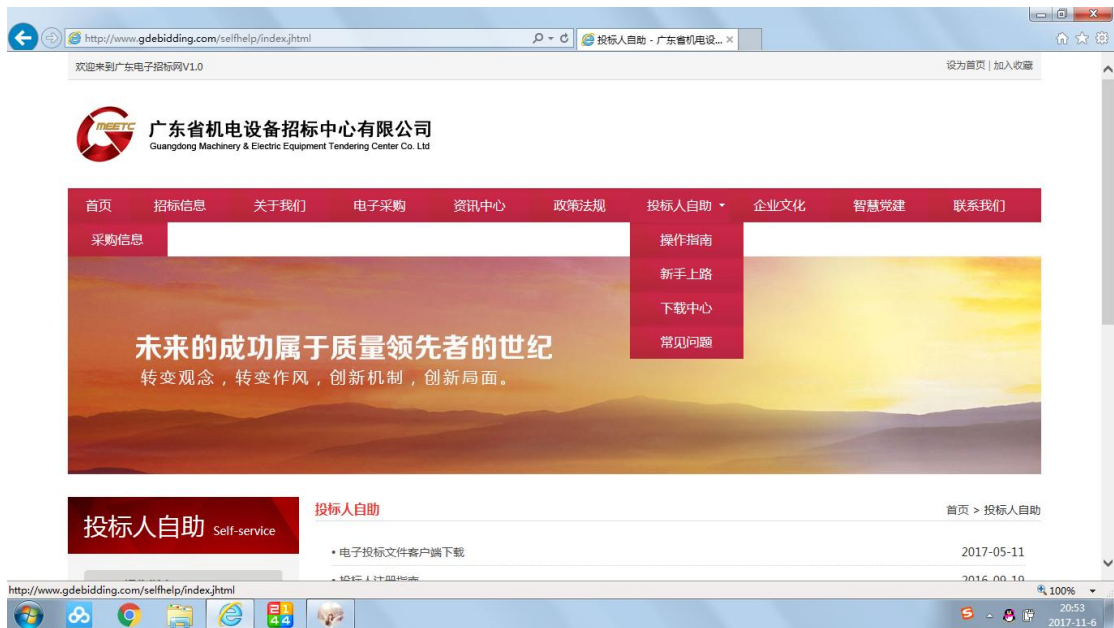 http://www.gdebidding.com/selfhelp/index.jhtml
投标人自助 - 广东省机电设...
欢迎来到广东电子招标网V1.0
设为首页 | 加入收藏
MEETC
广东省机电设备招标中心有限公司
Guangdong Machinery & Electric Equipment Tendering Center Co. Ltd
首页 招标信息 关于我们 电子采购 资讯中心 政策法规 投标人自助 企业文化 智慧党建 联系我们
采购信息
操作指南
新手上路
下载中心
常见问题
未来的成功属于质量领先者的世纪
转变观念，转变作风，创新机制，创新局面。
投标人自助 Self-service
投标人自助
首页 > 投标人自助
• 电子投标文件客户端下载 2017-05-11
• 投标人注册指南 2016-09-19
http://www.gdebidding.com/selfhelp/index.jhtml
100%
20:53
2017-11-6